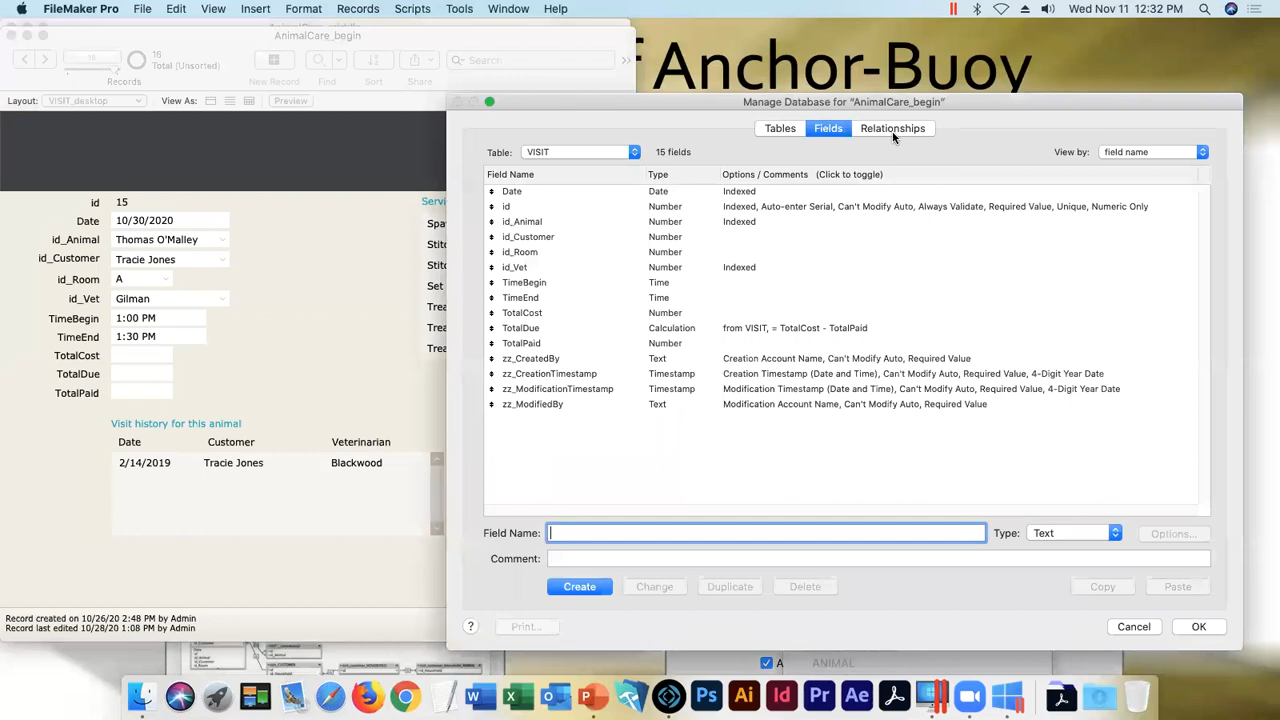 FileMaker Pro File Edit View Insert Format Records Scripts Tools Window Help Wed Nov 11 12:32 PM
Anchor-Buoy
AnimalCare_begin
16
16
Total (Unsorted)
Records New Record Find Sort Share
Search
Layout: VISIT_desktop View As: Preview
id 15
Date 10/30/2020
id_Animal Thomas O'Malley
id_Customer Tracie Jones
id_Room A
id_Vet Gilman
TimeBegin 1:00 PM
TimeEnd 1:30 PM
TotalCost
TotalDue
TotalPaid
Visit history for this animal
Date Customer Veterinarian
2/14/2019 Tracie Jones Blackwood
Record created on 10/26/20 2:48 PM by Admin
Record last edited 10/28/20 1:08 PM by Admin
Manage Database for "AnimalCare_begin"
Tables Fields Relationships
Table: VISIT 15 fields View by: field name
Field Name Type Options / Comments (Click to toggle)
Date Date Indexed
id Number Indexed, Auto-enter Serial, Can't Modify Auto, Always Validate, Required Value, Unique, Numeric Only
id_Animal Number Indexed
id_Customer Number
id_Room Number
id_Vet Number Indexed
TimeBegin Time
TimeEnd Time
TotalCost Number
TotalDue Calculation from VISIT, = TotalCost - TotalPaid
TotalPaid Number
zz_CreatedBy Text Creation Account Name, Can't Modify Auto, Required Value
zz_CreationTimestamp Timestamp Creation Timestamp (Date and Time), Can't Modify Auto, Required Value, 4-Digit Year Date
zz_ModificationTimestamp Timestamp Modification Timestamp (Date and Time), Can't Modify Auto, Required Value, 4-Digit Year Date
zz_ModifiedBy Text Modification Account Name, Can't Modify Auto, Required Value
Field Name: Type: Text Options...
Comment:
Create Change Duplicate Delete Copy Paste
? Print... Cancel OK
A ANIMAL
W X O P Ps Ai Id Pr Ae